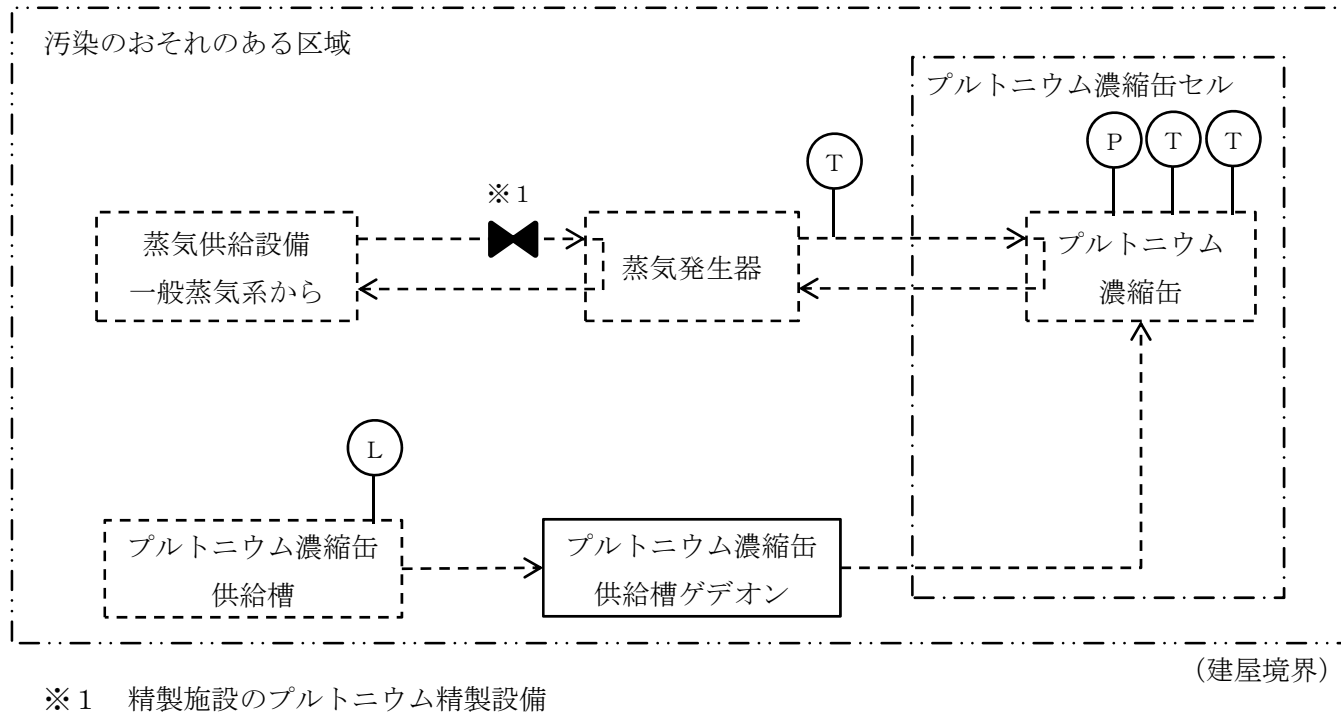 汚染のおそれのある区域
プルトニウム濃縮缶セル
P
T
T
T
※1
蒸気供給設備
一般蒸気系から
蒸気発生器
プルトニウム
濃縮缶
L
プルトニウム濃縮缶
供給槽
プルトニウム濃縮缶
供給槽ゲデオン
(建屋境界)
※1 精製施設のプルトニウム精製設備